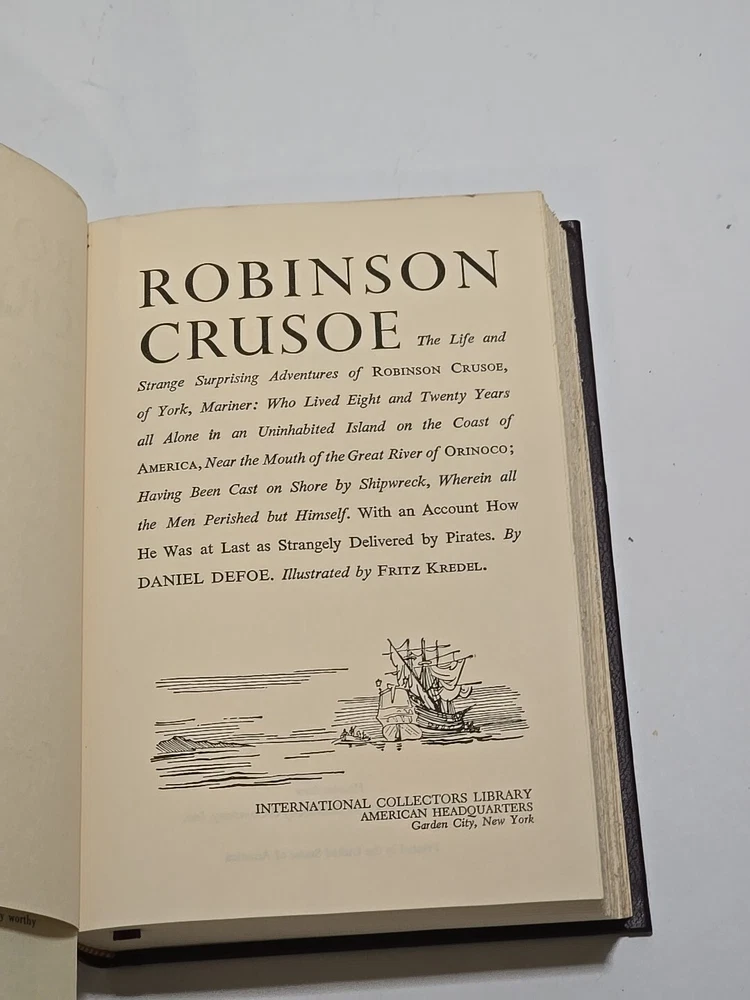 ROBINSON
CRUSOE The Life and
Strange Surprising Adventures of ROBINSON CRUSOE,
of York, Mariner: Who Lived Eight and Twenty Years
all Alone in an Uninhabited Island on the Coast of
AMERICA, Near the Mouth of the Great River of ORINOCO;
Having Been Cast on Shore by Shipwreck, Wherein all
the Men Perished but Himself. With an Account How
He Was at Last as Strangely Delivered by Pirates. By
DANIEL DEFOE. Illustrated by FRITZ KREDEL.
INTERNATIONAL COLLECTORS LIBRARY
AMERICAN HEADQUARTERS
Garden City, New York
worthy